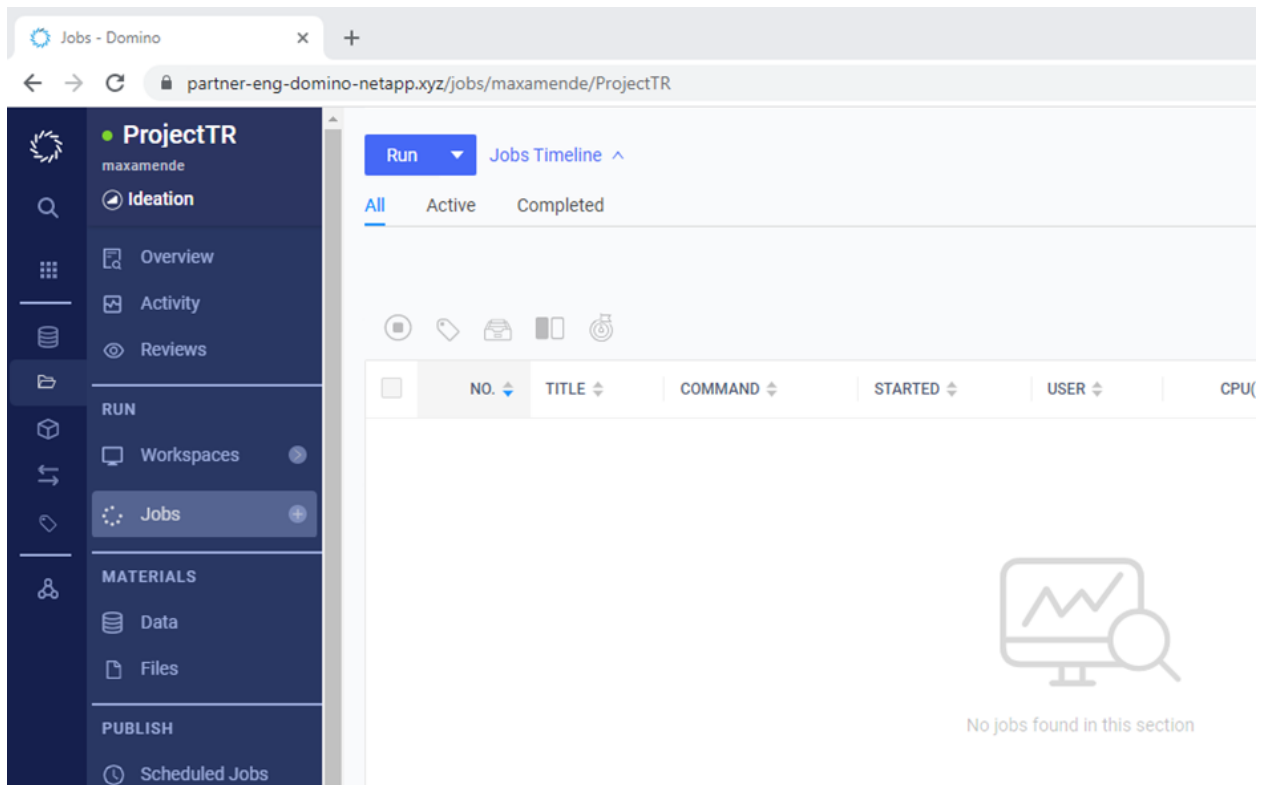 Jobs - Domino
partner-eng-domino-netapp.xyz/jobs/maxamende/ProjectTR
ProjectTR
maxamende
Ideation
Overview
Activity
Reviews
RUN
Workspaces
Jobs
MATERIALS
Data
Files
PUBLISH
Scheduled Jobs
Run
Jobs Timeline
All Active Completed
NO. TITLE COMMAND STARTED USER CPU(
No jobs found in this section